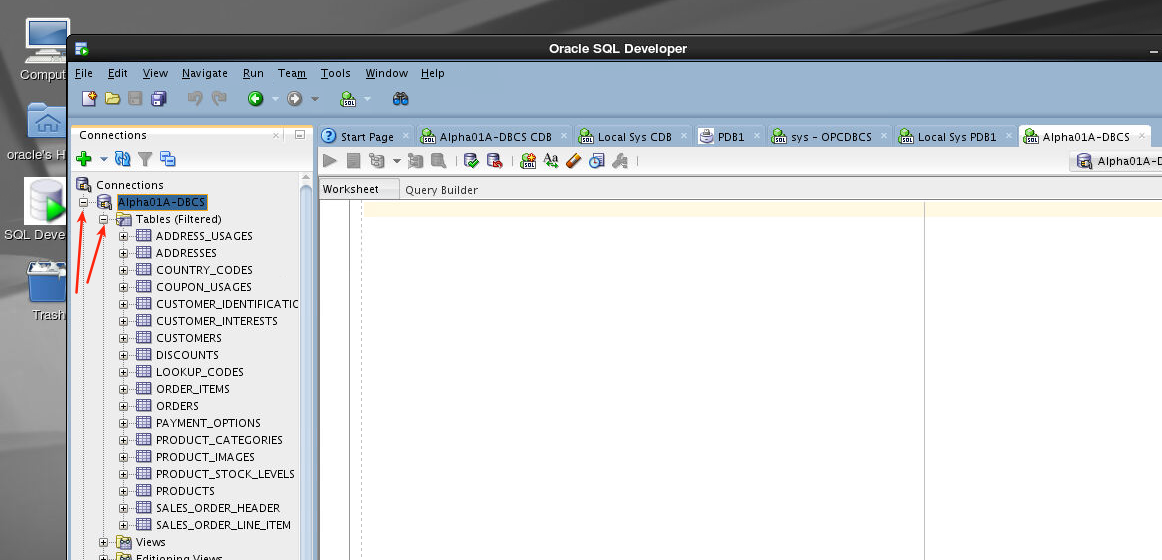 Comput
oracle's H
SQL Deve
Trash
Oracle SQL Developer
File Edit View Navigate Run Team Tools Window Help
Connections
Start Page
Alpha01A-DBCS CDB
Local Sys CDB
PDB1
sys - OPCDBCS
Local Sys PDB1
Alpha01A-DBCS
Alpha01A-D
Worksheet Query Builder
Connections
Alpha01A-DBCS
Tables (Filtered)
ADDRESS_USAGES
ADDRESSES
COUNTRY_CODES
COUPON_USAGES
CUSTOMER_IDENTIFICATIO
CUSTOMER_INTERESTS
CUSTOMERS
DISCOUNTS
LOOKUP_CODES
ORDER_ITEMS
ORDERS
PAYMENT_OPTIONS
PRODUCT_CATEGORIES
PRODUCT_IMAGES
PRODUCT_STOCK_LEVELS
PRODUCTS
SALES_ORDER_HEADER
SALES_ORDER_LINE_ITEM
Views
Editioning Views